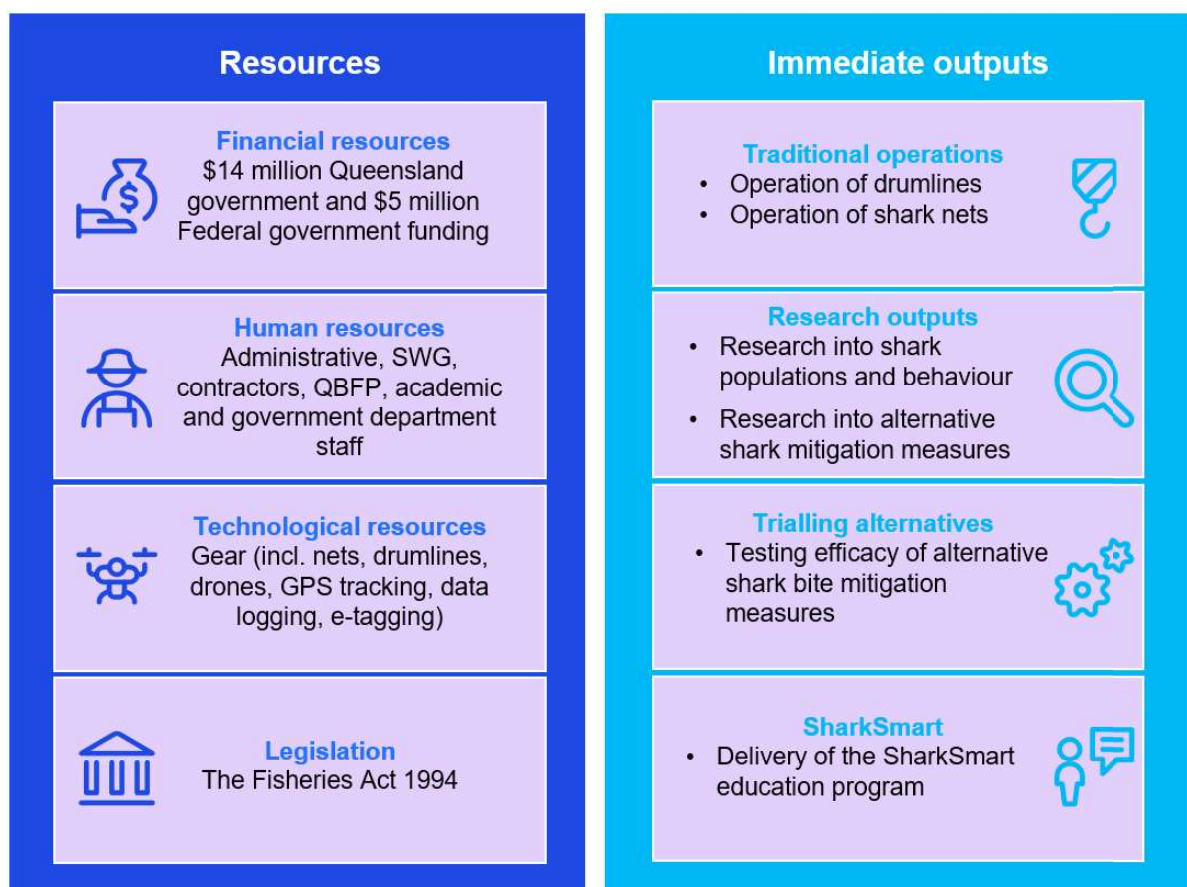 Resources
Financial resources
$14 million Queensland
government and $5 million
Federal government funding
Human resources
Administrative, SWG,
contractors, QBFP, academic
and government department
staff
Technological resources
Gear (incl. nets, drumlines,
drones, GPS tracking, data
logging, e-tagging)
Legislation
The Fisheries Act 1994
Immediate outputs
Traditional operations
• Operation of drumlines
• Operation of shark nets
Research outputs
• Research into shark
populations and behaviour
• Research into alternative
shark mitigation measures
Trialling alternatives
• Testing efficacy of alternative
shark bite mitigation
measures
SharkSmart
• Delivery of the SharkSmart
education program